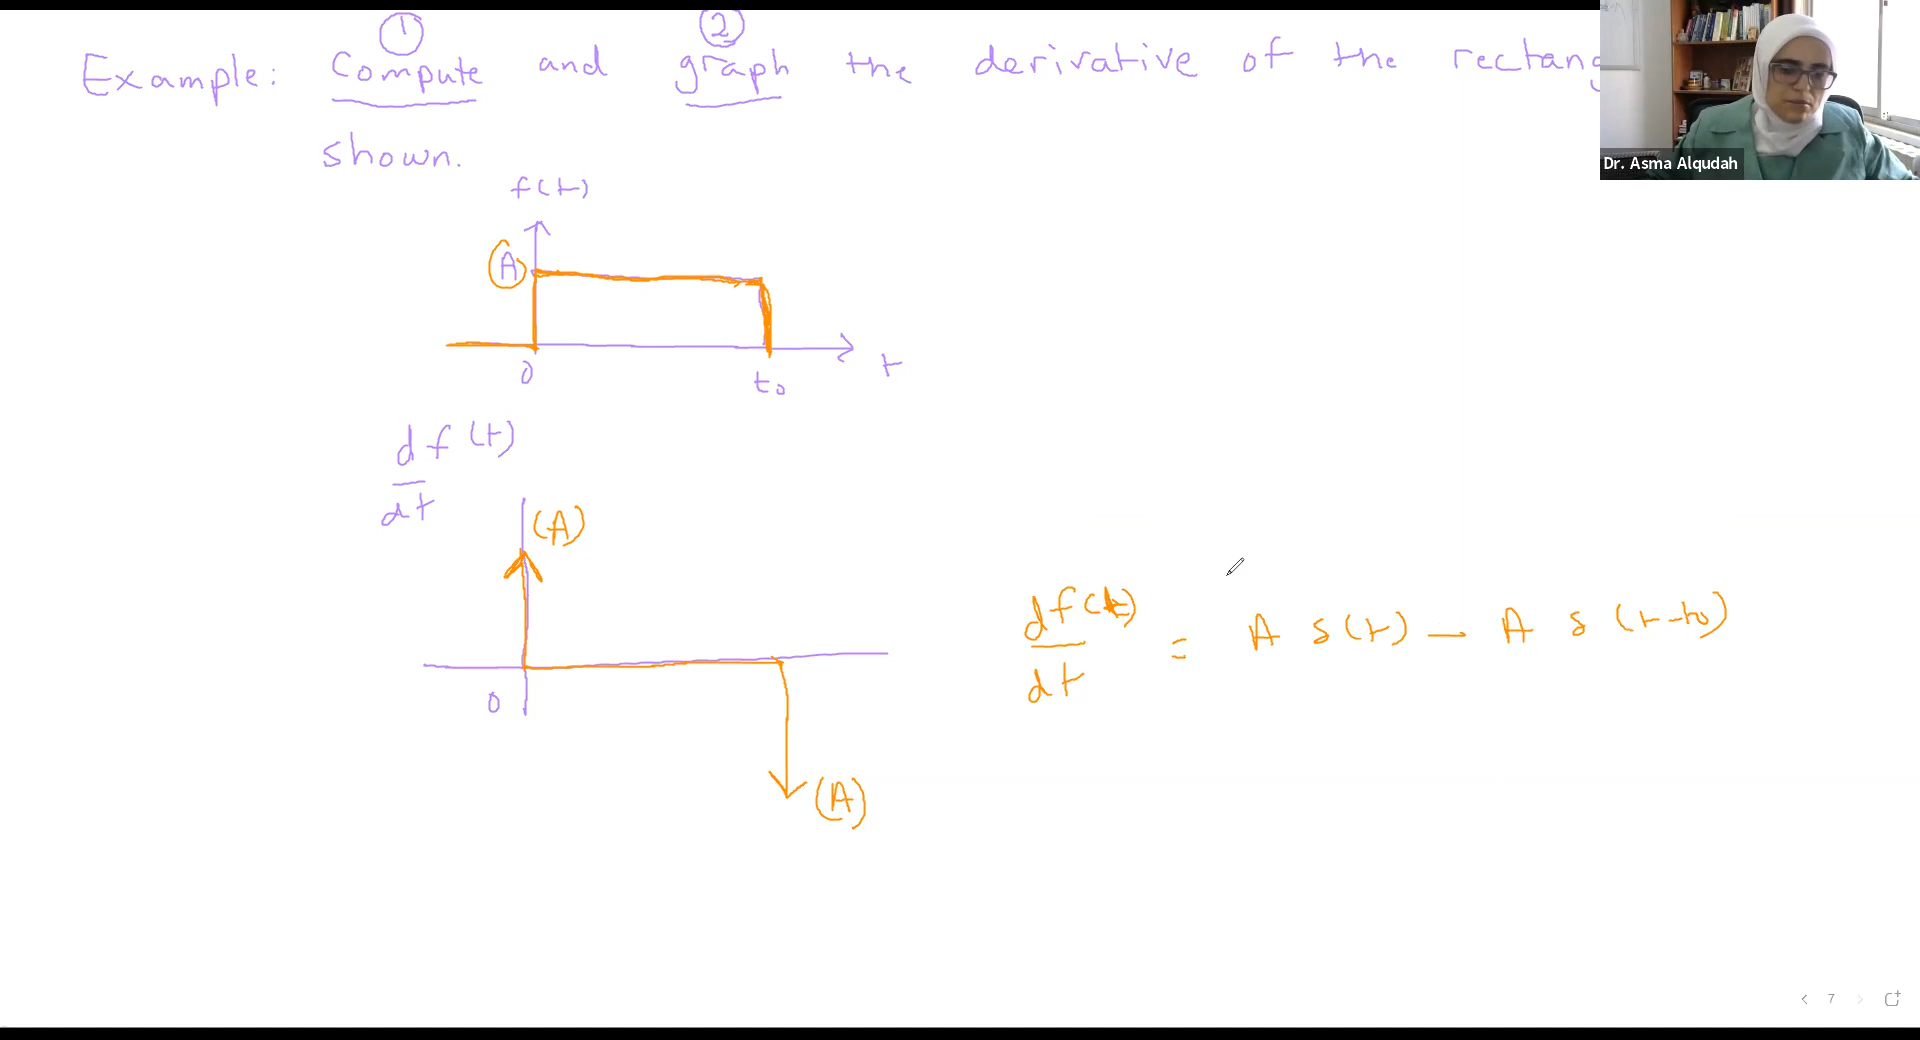 ① ②
Example: Compute and graph the derivative of the rectang
shown.
Dr. Asma Alqudah
f(t)
A
0 t0 t
d f(t)
dt
(A)
0
(A)
df(t)
dt
= A δ(t) - A δ(t-t0)
7